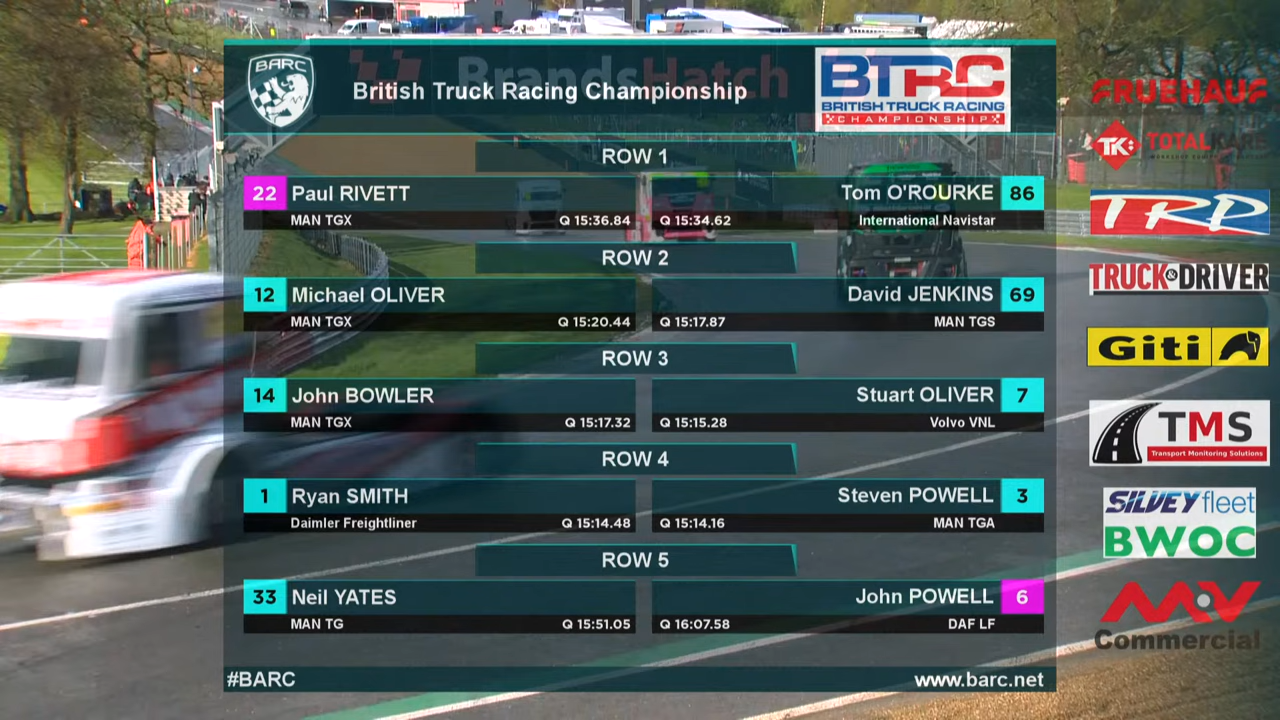 BARC
BrandsHatch
British Truck Racing Championship
BTRC
BRITISH TRUCK RACING
CHAMPIONSHIP
ROW 1
22 Paul RIVETT
MAN TGX Q 15:36.84
Tom O'ROURKE 86
Q 15:34.62 International Navistar
ROW 2
12 Michael OLIVER
MAN TGX Q 15:20.44
David JENKINS 69
Q 15:17.87 MAN TGS
ROW 3
14 John BOWLER
MAN TGX Q 15:17.32
Stuart OLIVER 7
Q 15:15.28 Volvo VNL
ROW 4
1 Ryan SMITH
Daimler Freightliner Q 15:14.48
Steven POWELL 3
Q 15:14.16 MAN TGA
ROW 5
33 Neil YATES
MAN TG Q 15:51.05
John POWELL 6
Q 16:07.58 DAF LF
#BARC
www.barc.net
FRUEHAUF
TK: TOTALKARE
TRP
TRUCK&DRIVER
Giti
TMS
Transport Monitoring Solutions
SILVEY fleet
BWOC
MV
Commercial